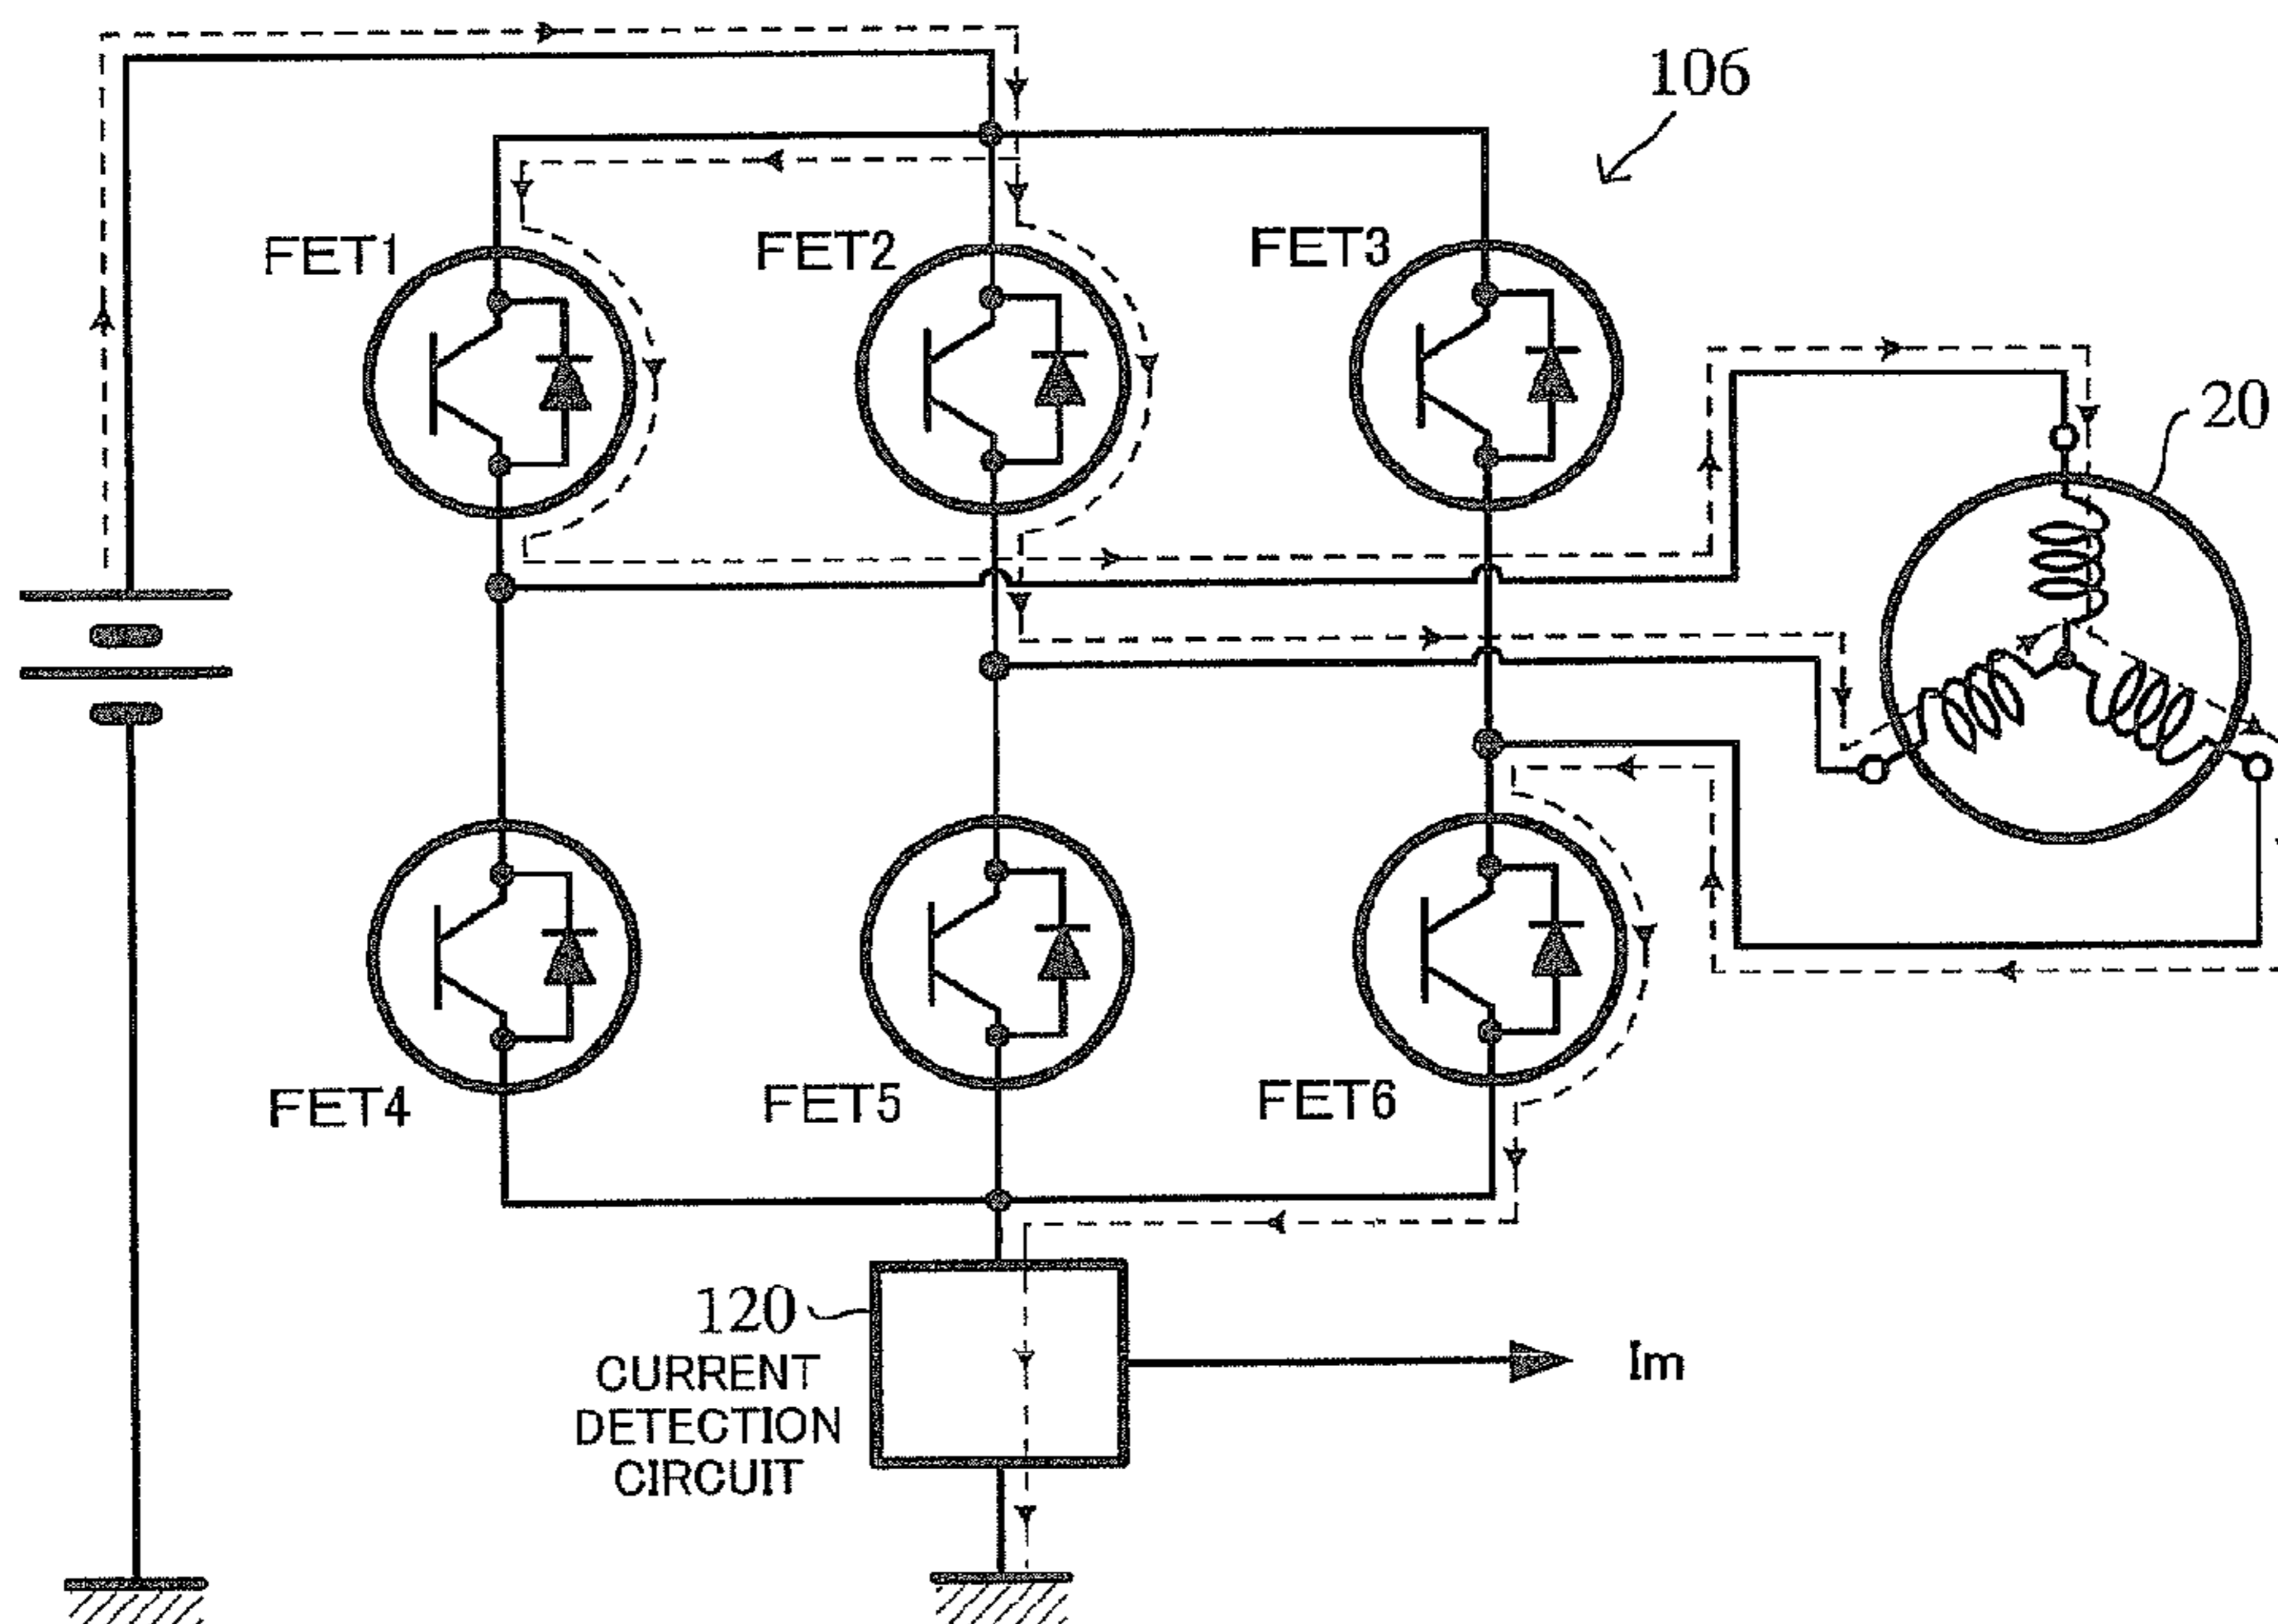 106
FET1
FET2
FET3
20
FET4
FET5
FET6
120
CURRENT
DETECTION
CIRCUIT
Im